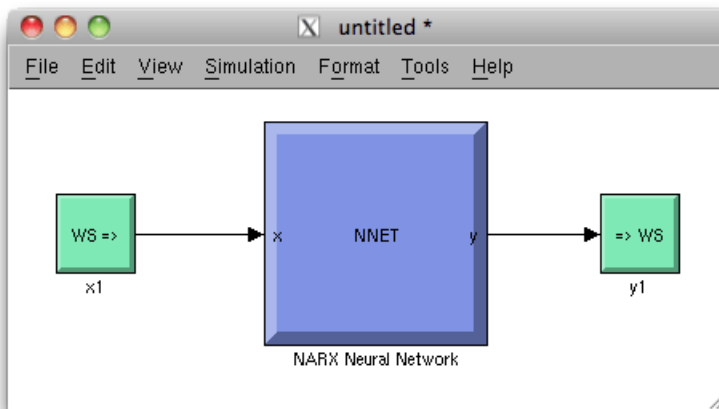 untitled *
File Edit View Simulation Format Tools Help
WS => x NNET y => WS
x1 y1
NARX Neural Network